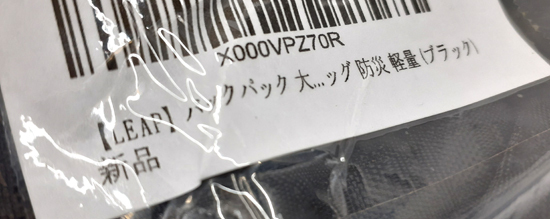 X000VPZ70R
【LEAP】バックパック 大...ッグ 防災 軽量(ブラック)
新品